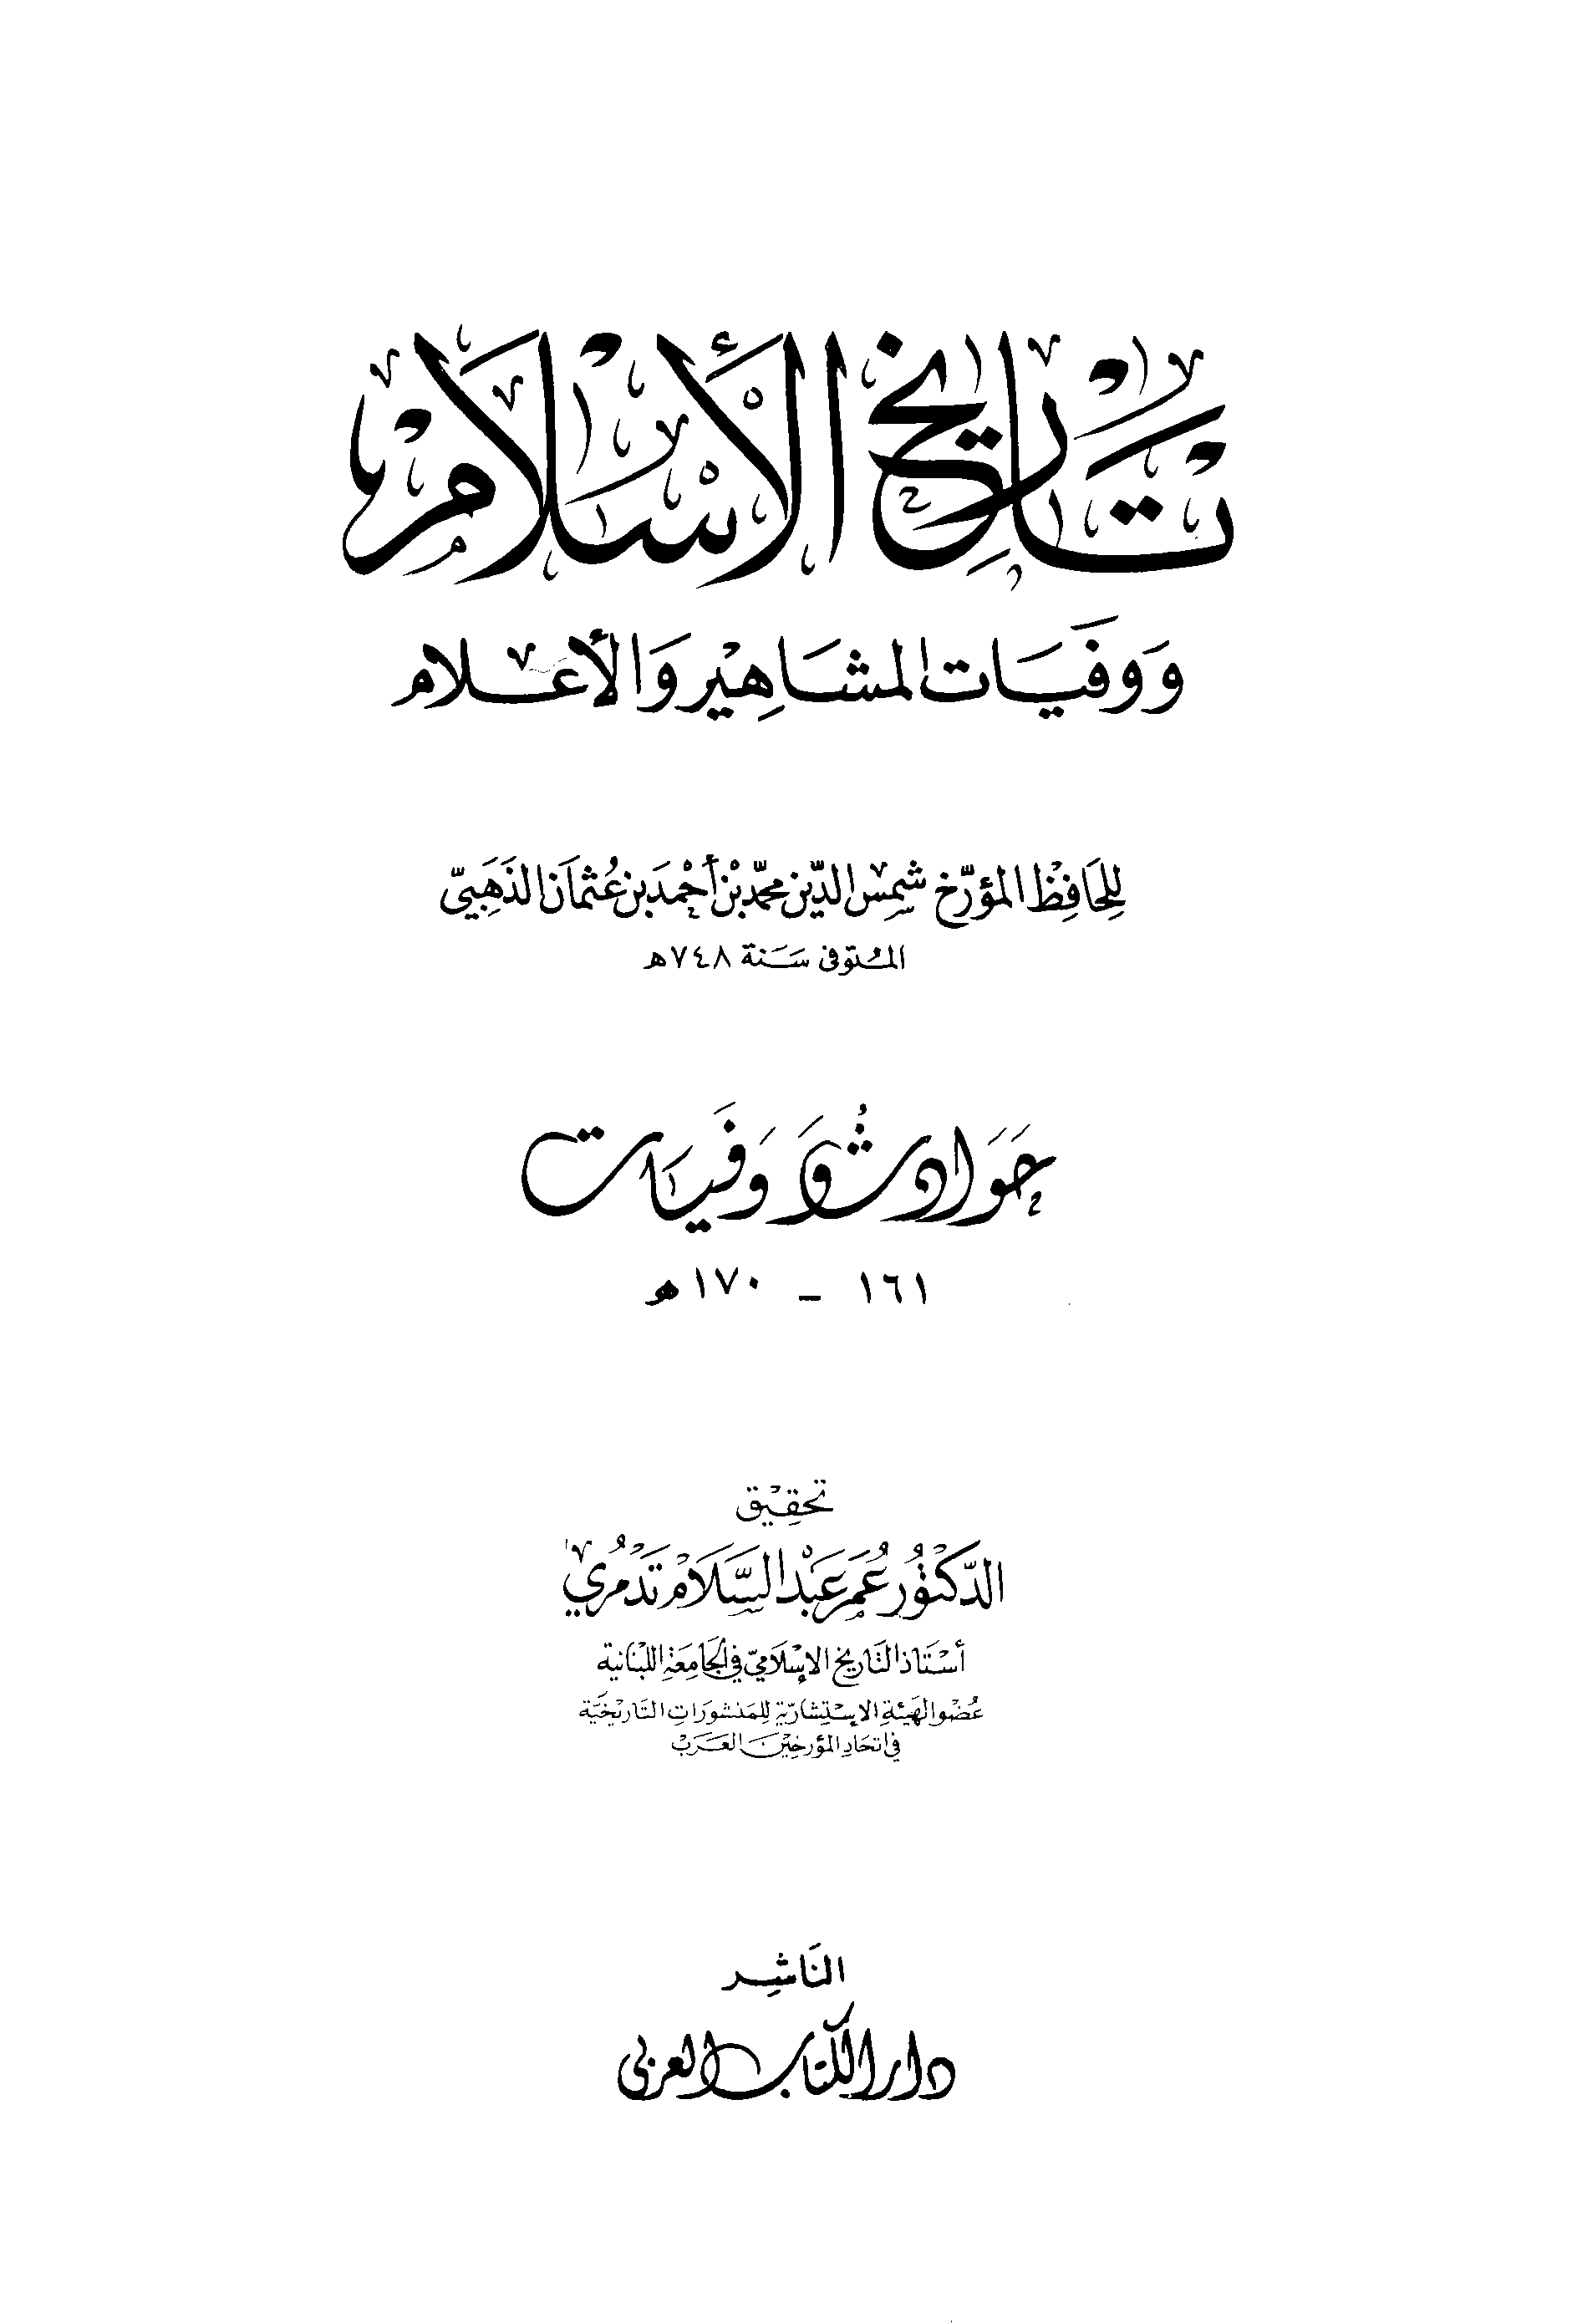 تاريخ الإسلام
ووفيات المشاهير والأعلام
للحافظ المؤرخ شمس الدين محمد بن أحمد بن عثمان الذهبي
المتوفى سنة ٧٤٨ھ
حوادث ووفيات
١٦١ – ١٧٠ھ
تحقيق
الدكتور عمر عبد السلام تدمري
أستاذ التاريخ الإسلامي في الجامعة اللبنانية
عضو الهيئة الاستشارية للمنشورات التاريخية
في اتحاد المؤرخين العرب
الناشر
دار الكتاب العربي